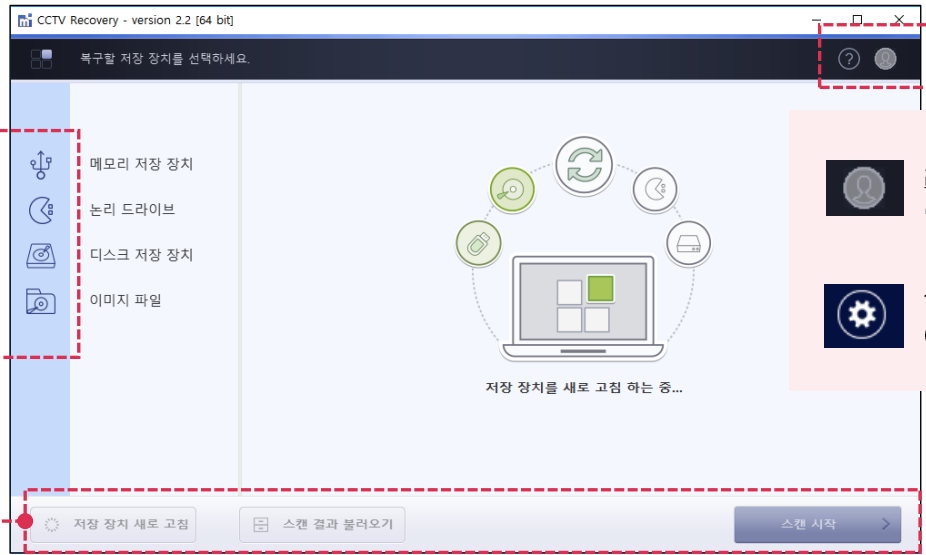 CCTV Recovery - version 2.2 [64 bit]
복구할 저장 장치를 선택하세요.
메모리 저장 장치
논리 드라이브
디스크 저장 장치
이미지 파일
저장 장치를 새로 고침 하는 중...
저장 장치 새로 고침
스캔 결과 불러오기
스캔 시작